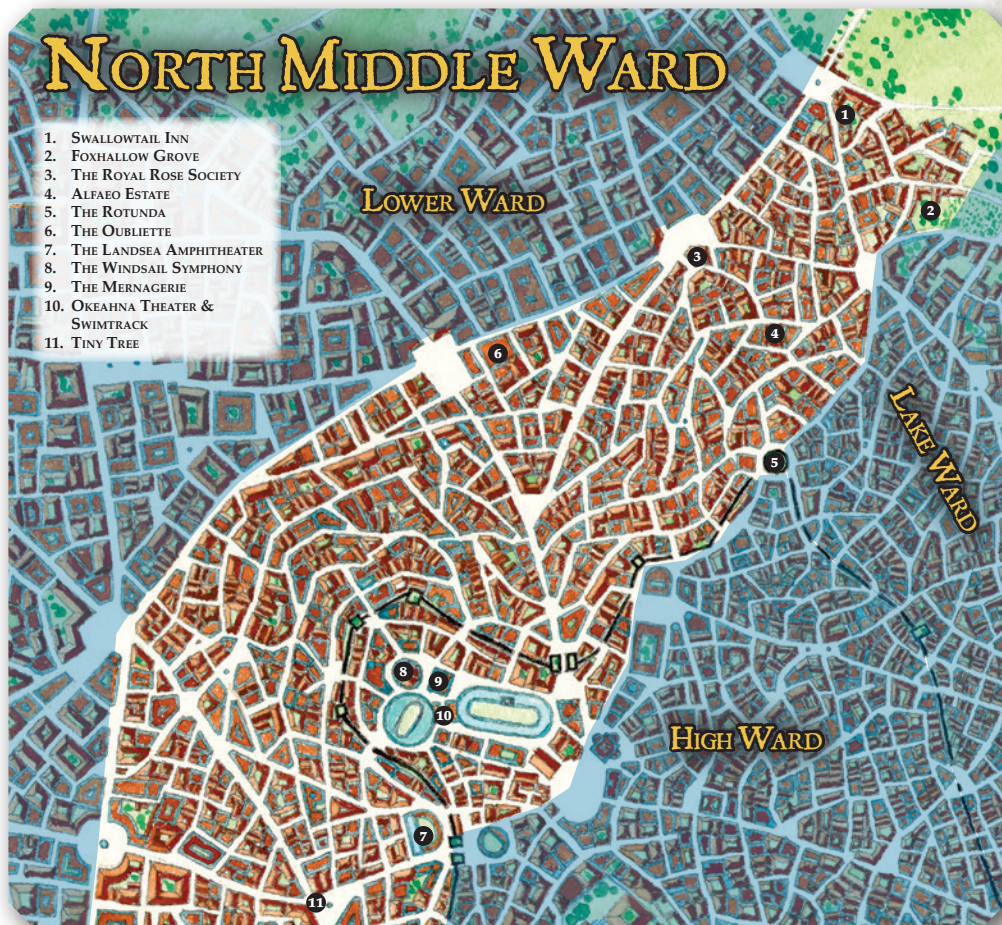 North Middle Ward
1. Swallowtail Inn
2. Foxhallow Grove
3. The Royal Rose Society
4. Alfaeo Estate
5. The Rotunda
6. The Oubliette
7. The Landsea Amphitheater
8. The Windsail Symphony
9. The Mernagerie
10. Okeahna Theater &
Swimtrack
11. Tiny Tree
Lower Ward
Lake Ward
High Ward
1
2
3
4
6
5
8
9
10
7
11